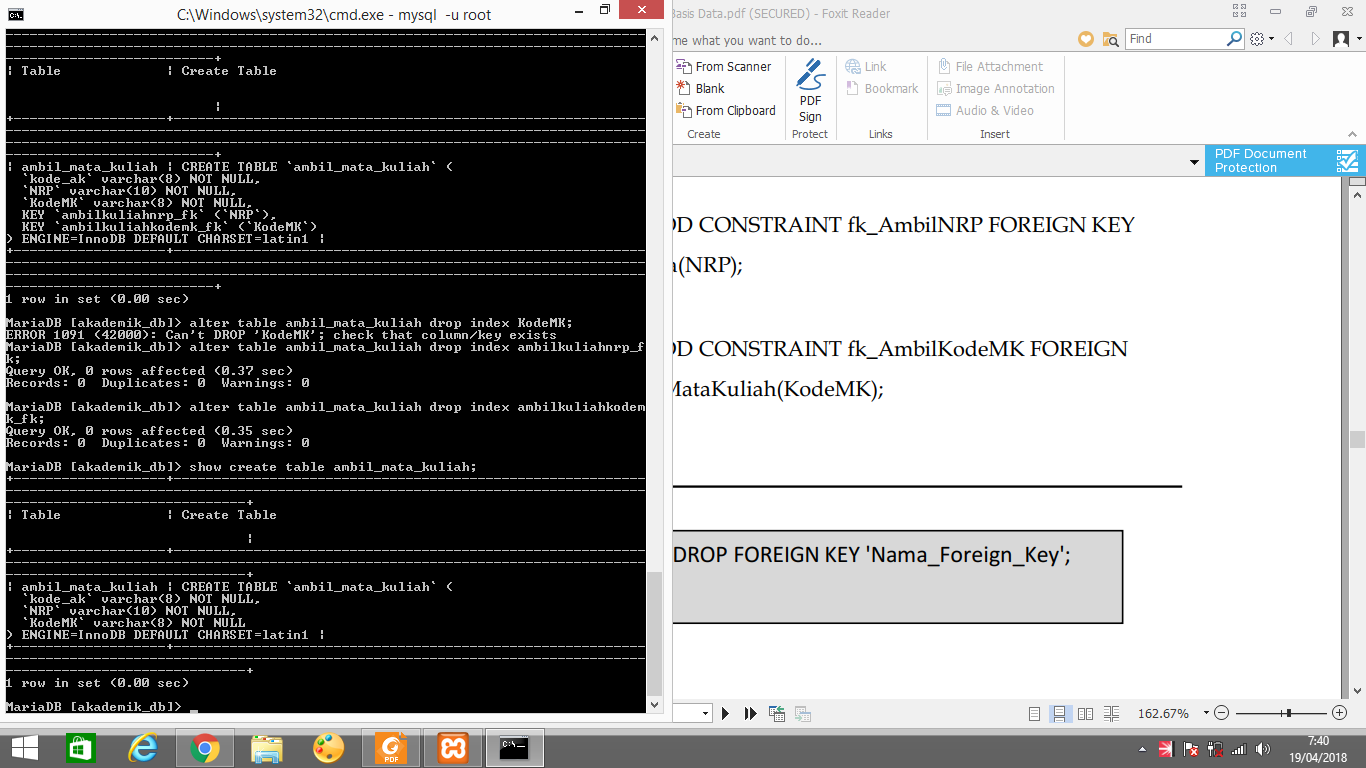 C:\Windows\system32\cmd.exe - mysql -u root
| Table | Create Table
|
| ambil_mata_kuliah | CREATE TABLE `ambil_mata_kuliah` (
`kode_ak` varchar(8) NOT NULL,
`NRP` varchar(10) NOT NULL,
`KodeMK` varchar(8) NOT NULL,
KEY `ambilkuliahnrp_fk` (`NRP`),
KEY `ambilkuliahkodemk_fk` (`KodeMK`)
) ENGINE=InnoDB DEFAULT CHARSET=latin1 |
1 row in set (0.00 sec)
MariaDB [akademik_db]> alter table ambil_mata_kuliah drop index KodeMK;
ERROR 1091 (42000): Can't DROP 'KodeMK'; check that column/key exists
MariaDB [akademik_db]> alter table ambil_mata_kuliah drop index ambilkuliahnrp_f
k;
Query OK, 0 rows affected (0.37 sec)
Records: 0 Duplicates: 0 Warnings: 0
MariaDB [akademik_db]> alter table ambil_mata_kuliah drop index ambilkuliahkodem
k_fk;
Query OK, 0 rows affected (0.35 sec)
Records: 0 Duplicates: 0 Warnings: 0
MariaDB [akademik_db]> show create table ambil_mata_kuliah;
| Table | Create Table
|
| ambil_mata_kuliah | CREATE TABLE `ambil_mata_kuliah` (
`kode_ak` varchar(8) NOT NULL,
`NRP` varchar(10) NOT NULL,
`KodeMK` varchar(8) NOT NULL
) ENGINE=InnoDB DEFAULT CHARSET=latin1 |
1 row in set (0.00 sec)
MariaDB [akademik_db]> _
Basis Data.pdf (SECURED) - Foxit Reader
me what you want to do...
Find
From Scanner
Blank
From Clipboard
Create
PDF
Sign
Protect
Link
Bookmark
Links
File Attachment
Image Annotation
Audio & Video
Insert
PDF Document
Protection
DD CONSTRAINT fk_AmbilNRP FOREIGN KEY
a(NRP);
DD CONSTRAINT fk_AmbilKodeMK FOREIGN
MataKuliah(KodeMK);
DROP FOREIGN KEY 'Nama_Foreign_Key';
162.67%
PDF
C:\
7:40
19/04/2018